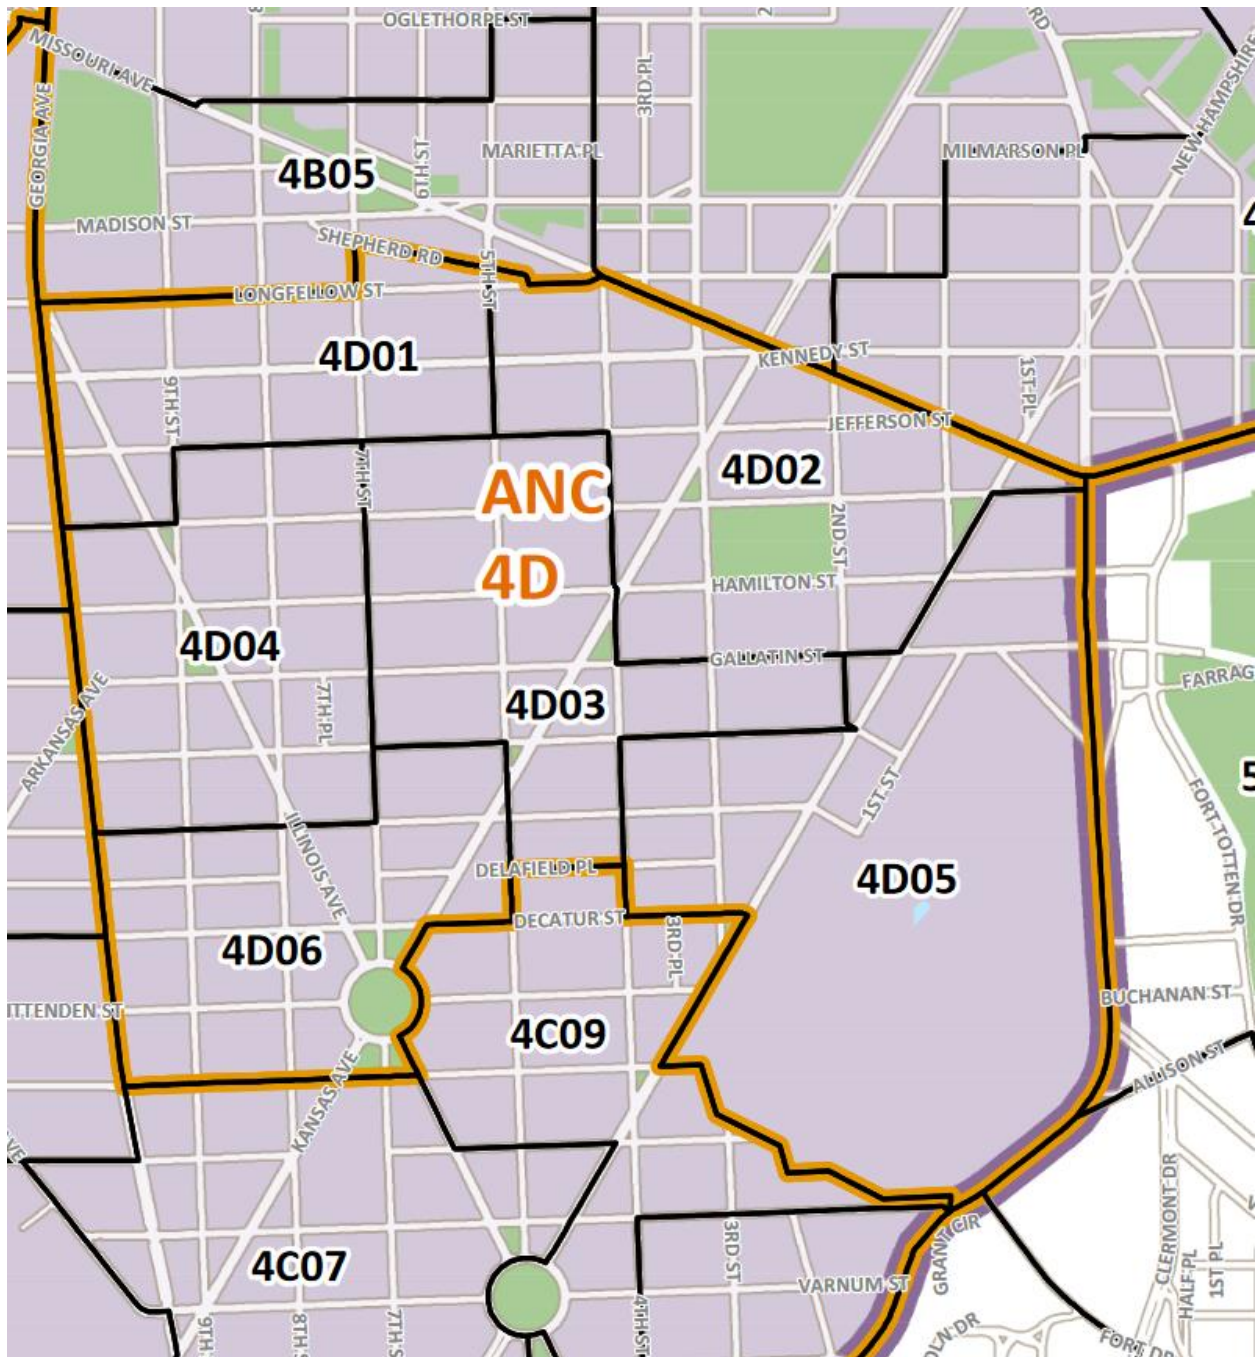 OGLETHORPE ST
MISSOURI AVE
3RD PL
RD
NEW HAMPSHIRE
GEORGIA AVE
6TH ST
MARIETTA PL
MILMARSON PL
4B05
MADISON ST
SHEPHERD RD
5TH ST
LONGFELLOW ST
4D01
KENNEDY ST
1ST PL
9TH ST
JEFFERSON ST
7TH ST
ANC
4D
4D02
2ND ST
HAMILTON ST
4D04
GALLATIN ST
FARRAG
7TH PL
4D03
ARKANSAS AVE
1ST ST
FORT TOTTEN DR
ILLINOIS AVE
DELAFIELD PL
4D05
DECATUR ST
3RD PL
4D06
ITTENDEN ST
BUCHANAN ST
4C09
ALLISON ST
KANSAS AVE
VE
CLERMONT DR
3RD ST
GRANT CIR
4C07
VARNUM ST
HALF PL
1ST PL
9TH ST
8TH S
7TH S
4TH ST
OLN DR
FORT DR